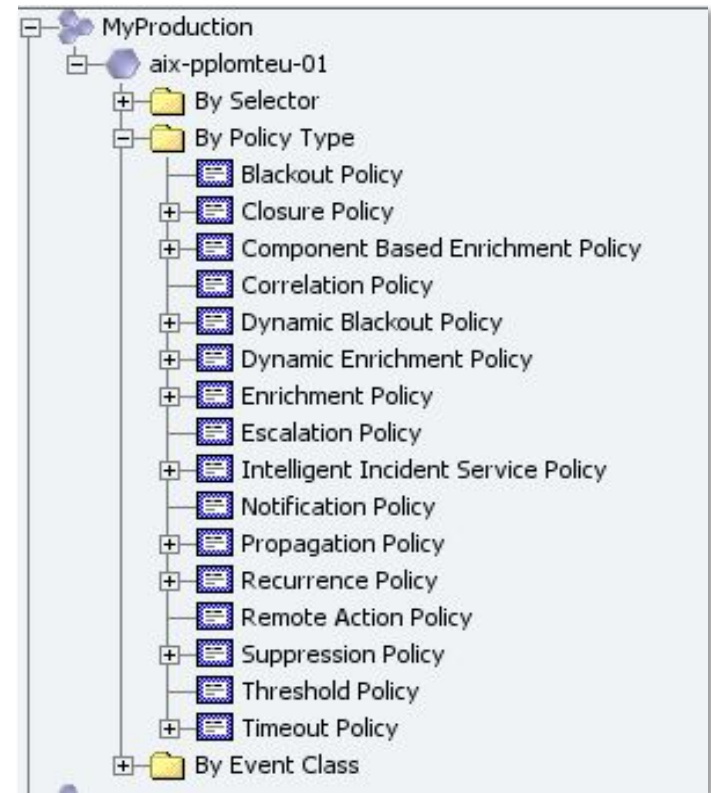 MyProduction
aix-pplomteu-01
By Selector
By Policy Type
Blackout Policy
Closure Policy
Component Based Enrichment Policy
Correlation Policy
Dynamic Blackout Policy
Dynamic Enrichment Policy
Enrichment Policy
Escalation Policy
Intelligent Incident Service Policy
Notification Policy
Propagation Policy
Recurrence Policy
Remote Action Policy
Suppression Policy
Threshold Policy
Timeout Policy
By Event Class